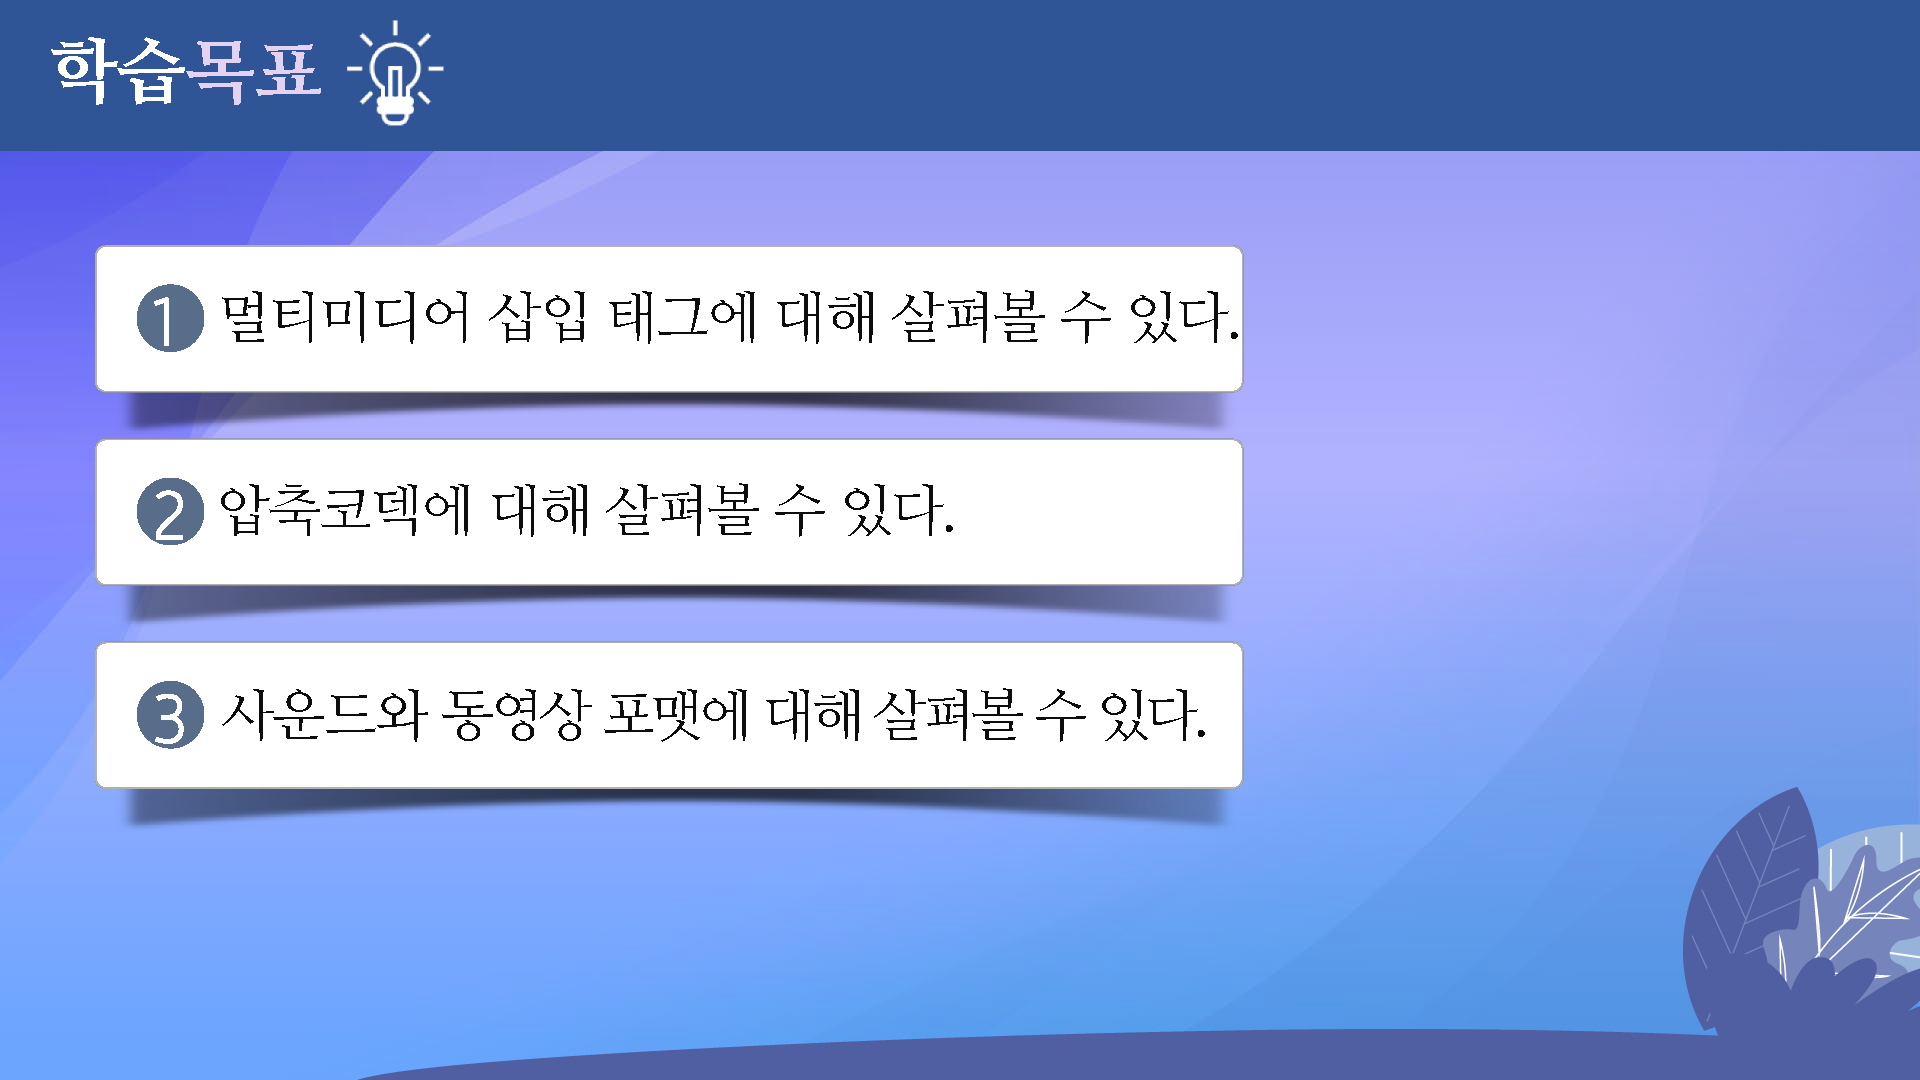 학습목표
1 멀티미디어 삽입 태그에 대해 살펴볼 수 있다.
2 압축코덱에 대해 살펴볼 수 있다.
3 사운드와 동영상 포맷에 대해 살펴볼 수 있다.